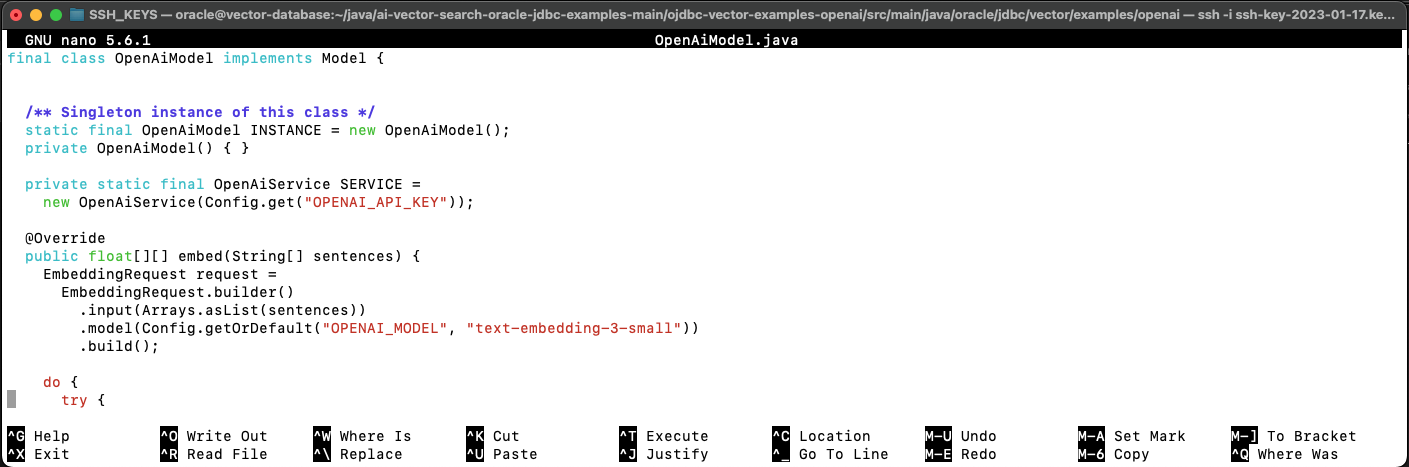 SSH_KEYS — oracle@vector-database:~/java/ai-vector-search-oracle-jdbc-examples-main/ojdbc-vector-examples-openai/src/main/java/oracle/jdbc/vector/examples/openai — ssh -i ssh-key-2023-01-17.ke...
GNU nano 5.6.1 OpenAiModel.java
final class OpenAiModel implements Model {
/** Singleton instance of this class */
static final OpenAiModel INSTANCE = new OpenAiModel();
private OpenAiModel() { }
private static final OpenAiService SERVICE =
new OpenAiService(Config.get("OPENAI_API_KEY"));
@Override
public float[][] embed(String[] sentences) {
EmbeddingRequest request =
EmbeddingRequest.builder()
.input(Arrays.asList(sentences))
.model(Config.getOrDefault("OPENAI_MODEL", "text-embedding-3-small"))
.build();
do {
try {
^G Help ^O Write Out ^W Where Is ^K Cut ^T Execute ^C Location M-U Undo M-A Set Mark M-] To Bracket
^X Exit ^R Read File ^\ Replace ^U Paste ^J Justify ^_ Go To Line M-E Redo M-6 Copy ^Q Where Was